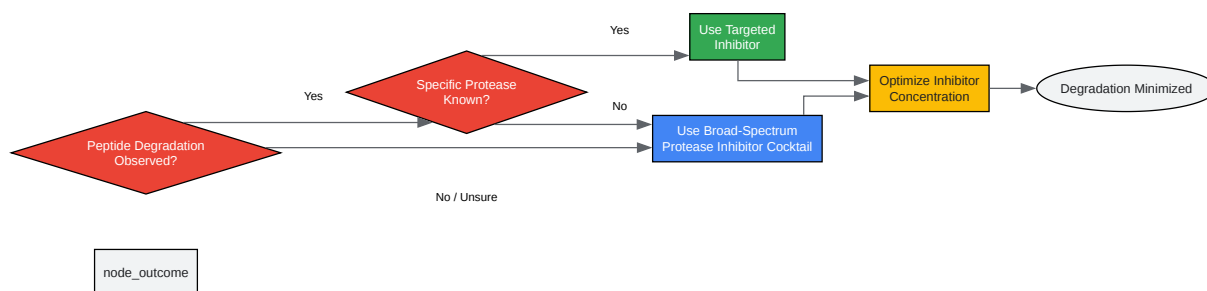 Peptide Degradation
Observed?
Yes
Specific Protease
Known?
Yes
Use Targeted
Inhibitor
No
Use Broad-Spectrum
Protease Inhibitor Cocktail
No / Unsure
Optimize Inhibitor
Concentration
Degradation Minimized
node_outcome